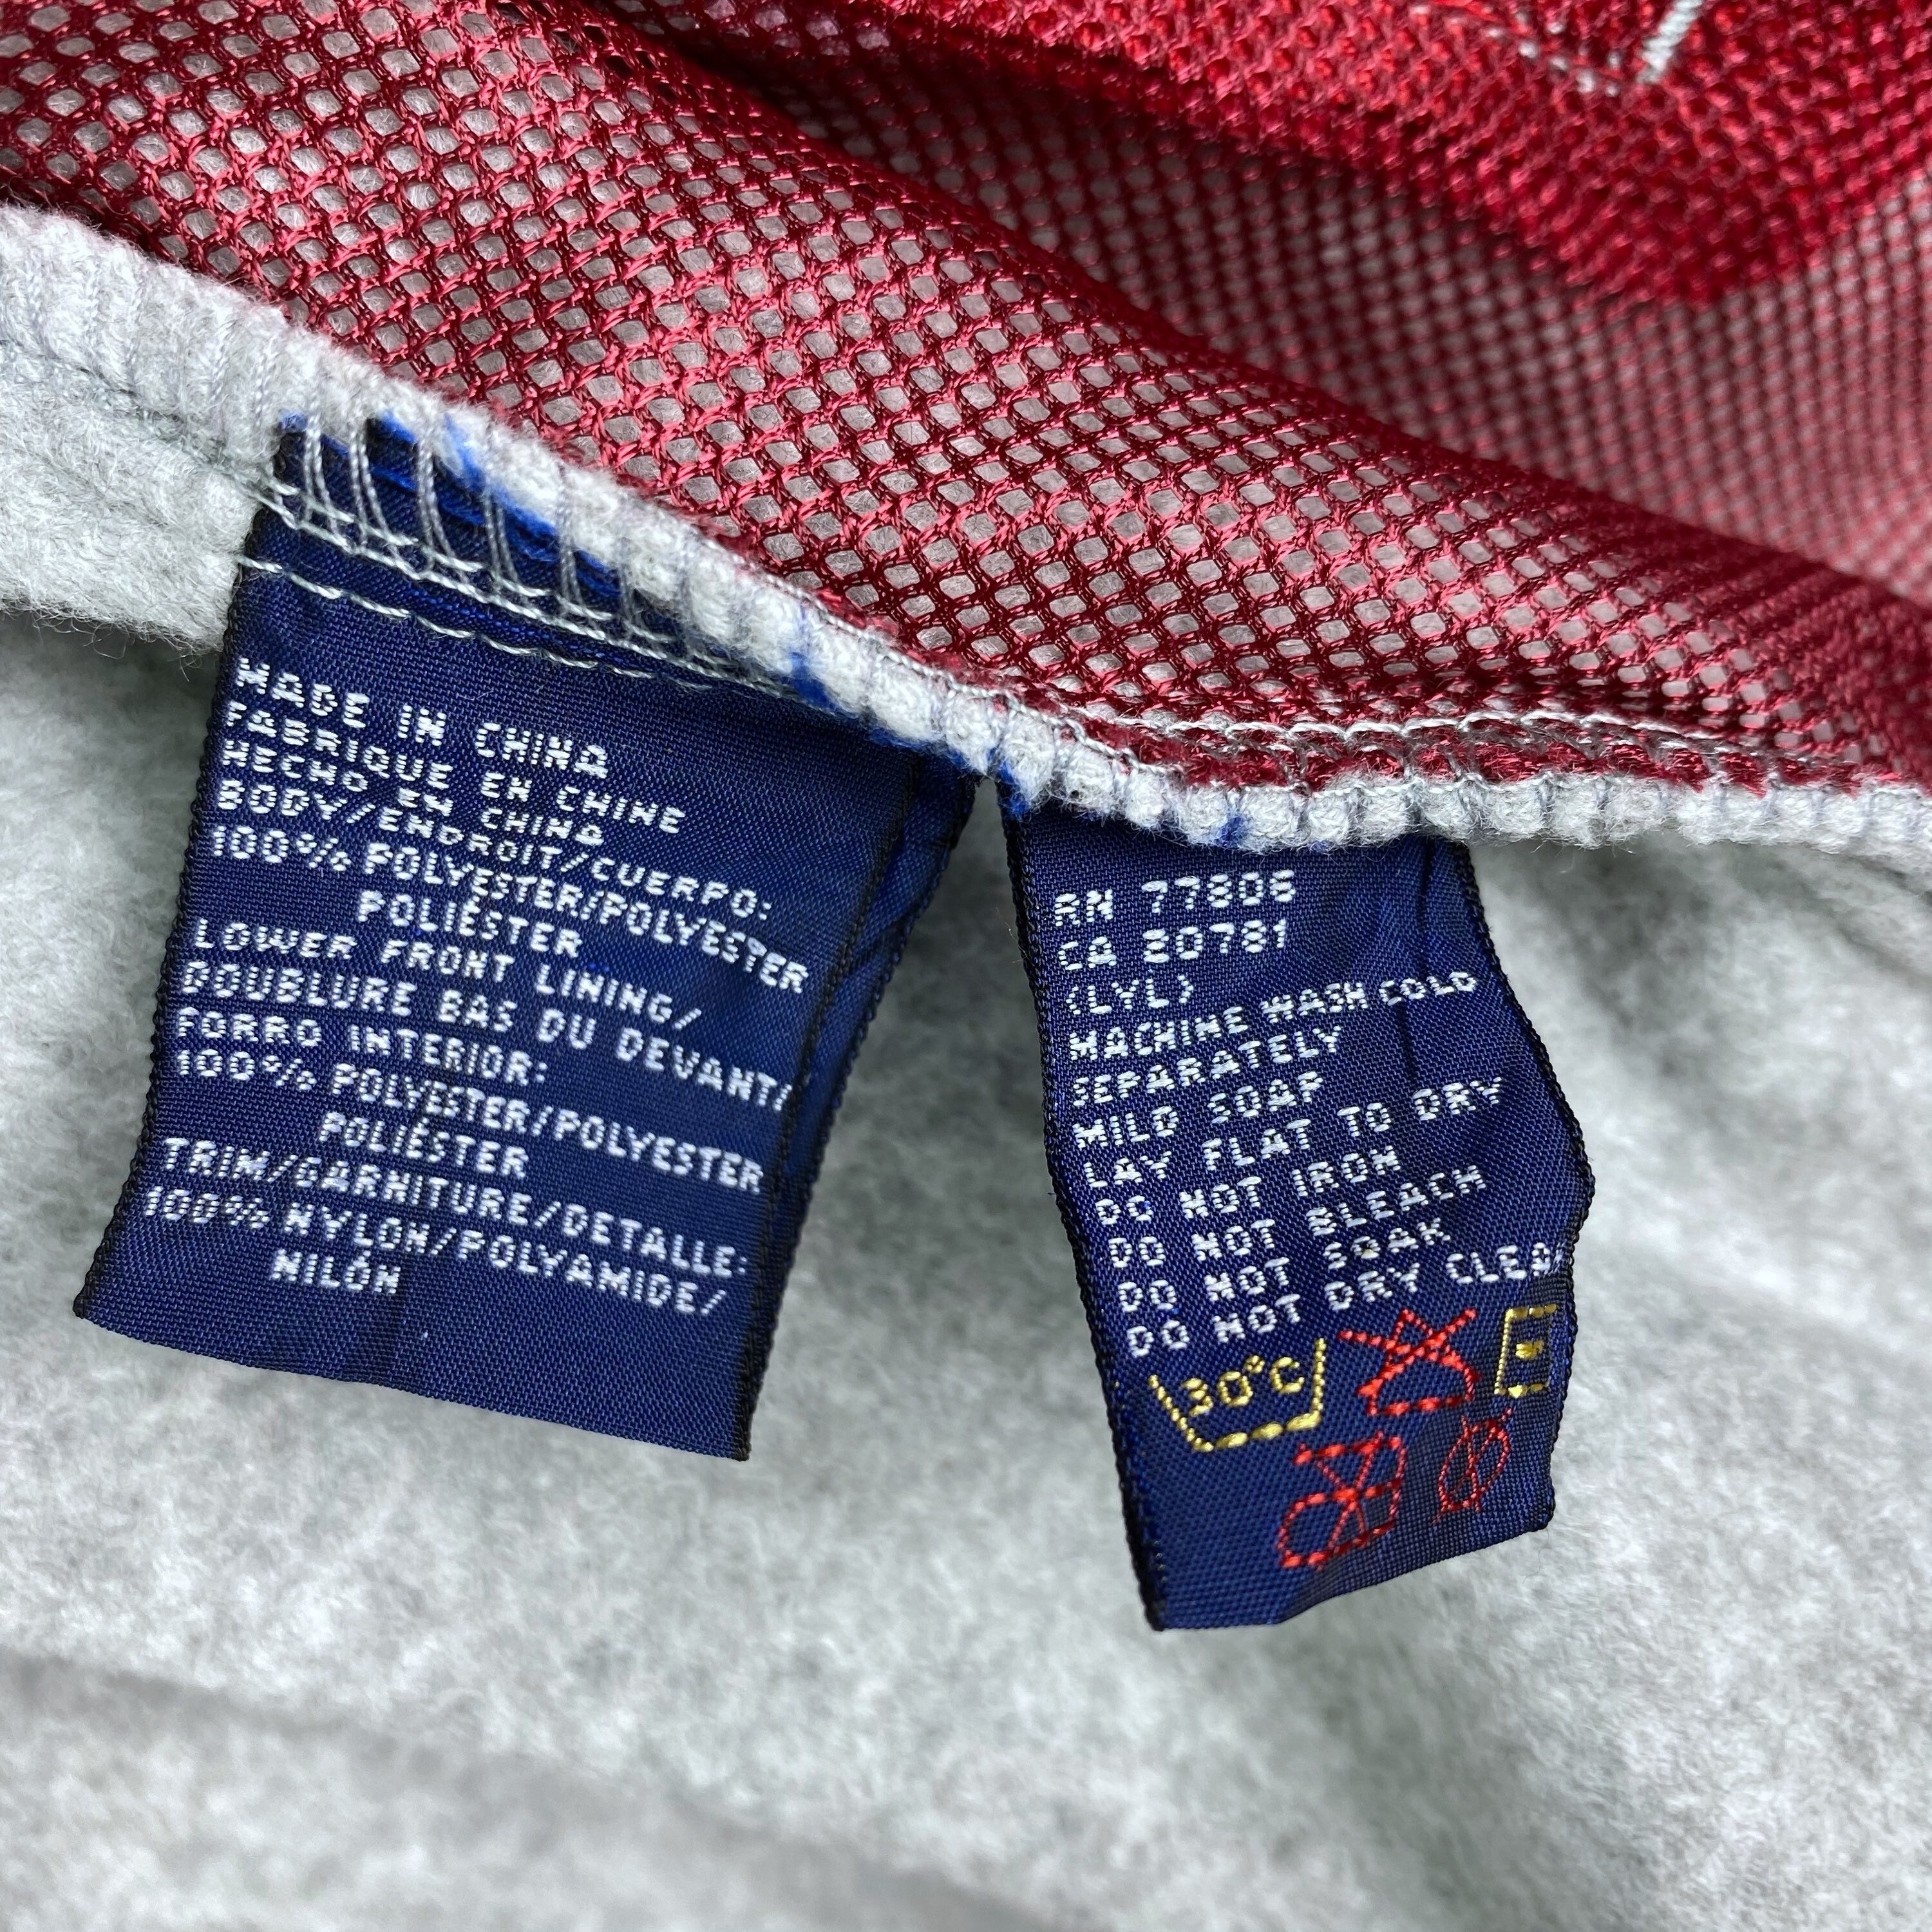 MADE IN CHINA
FABRIQUE EN CHINE
HECHO EN CHINA
BODY/ENDROIT/CUERPO:
100% POLYESTER/POLYESTER
POLIÉSTER
LOWER FRONT LINING/
DOUBLURE BAS DU DEVANT/
FORRO INTERIOR:
100% POLYESTER/POLYESTER
POLIÉSTER
TRIM/GARNITURE/DETALLE:
100% NYLON/POLYAMIDE/
NILÓN
RN 77806
CA 30781
(LYL)
MACHINE WASH COLD
SEPARATELY
MILD SOAP
LAY FLAT TO DRY
DO NOT IRON
DO NOT BLEACH
DO NOT SOAK
DO NOT DRY CLEA
30°C